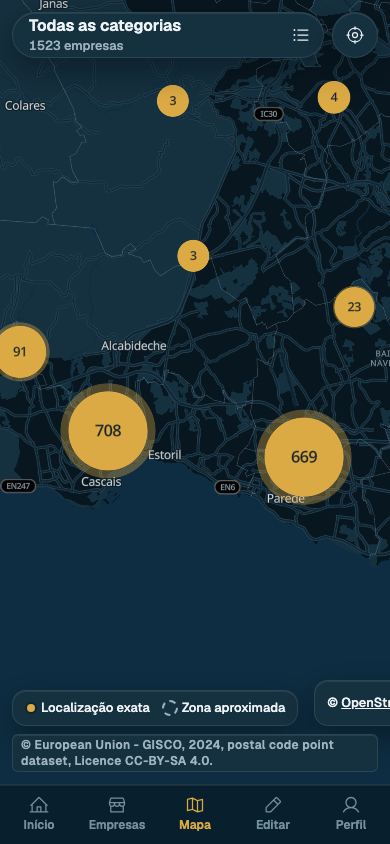 Janas
Todas as categorias
1523 empresas
3
4
Colares
IC30
3
23
91
Alcabideche
708
669
Estoril
Cascais
EN247
EN6
Parede
Localização exata
Zona aproximada
©
© European Union - GISCO, 2024, postal code point
dataset, Licence CC-BY-SA 4.0.
Início
Empresas
Mapa
Editar
Perfil